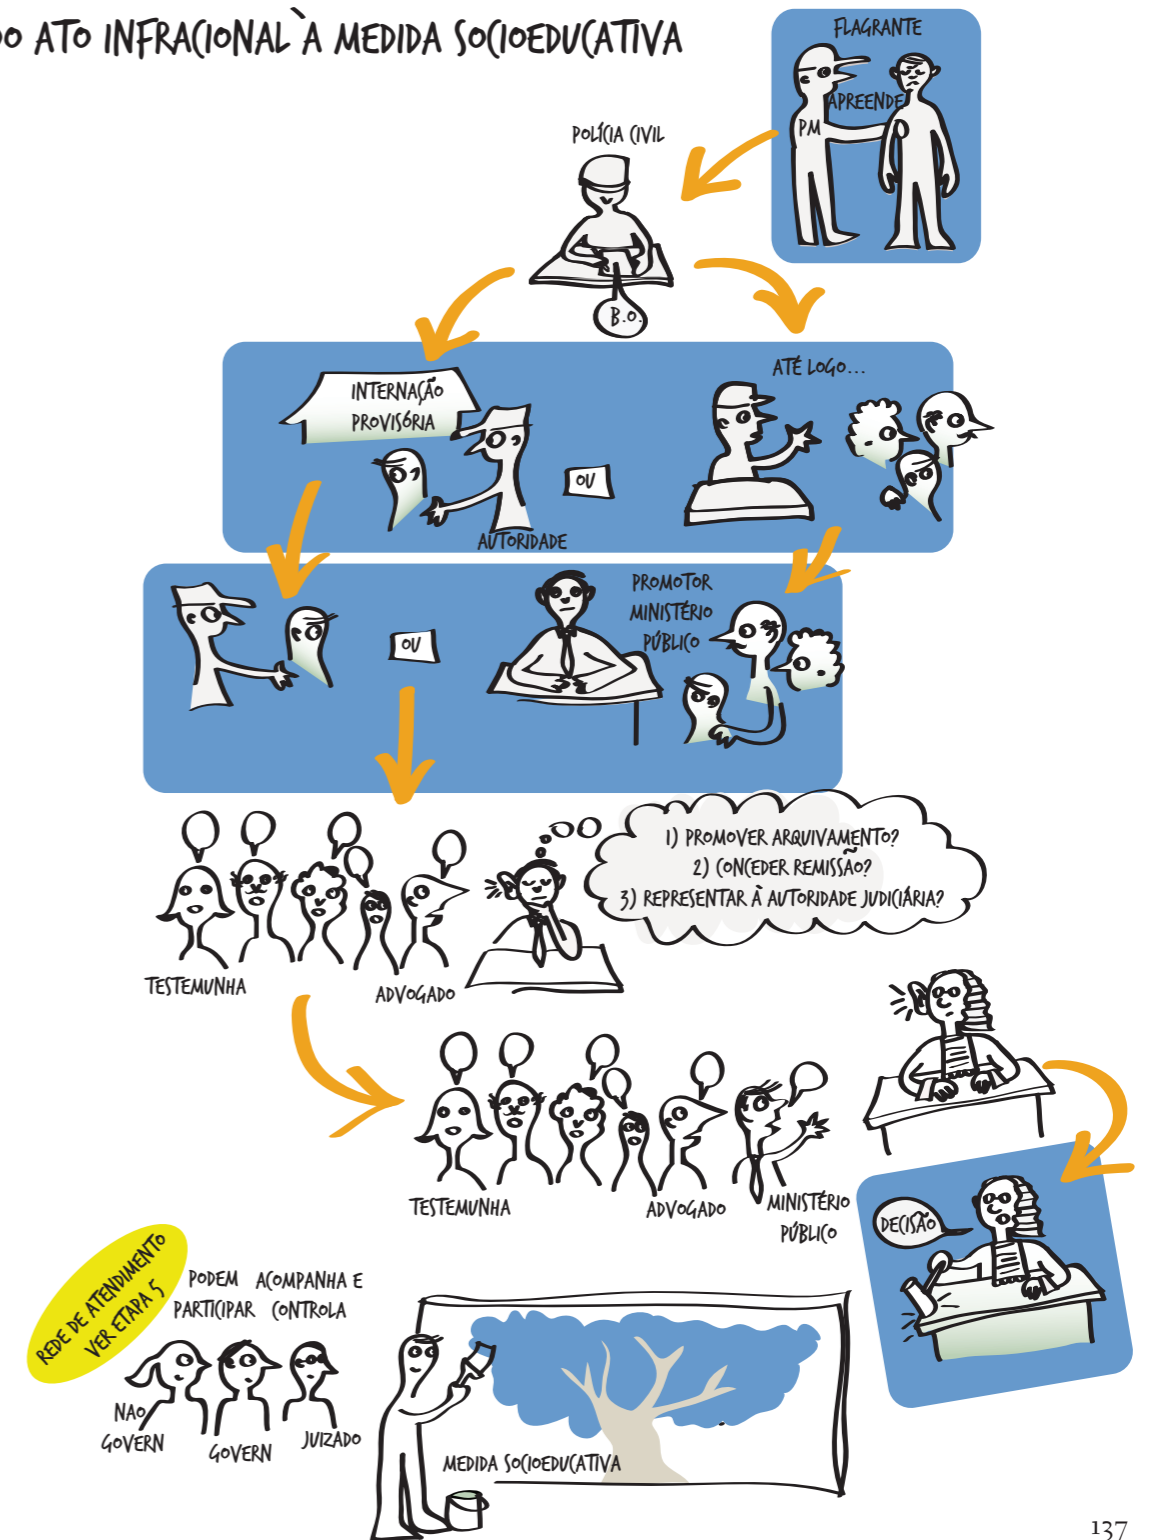 DO ATO INFRACIONAL À MEDIDA SOCIOEDUCATIVA
FLAGRANTE
APREENDE
PM
POLÍCIA CIVIL
B.O.
INTERNAÇÃO
PROVISÓRIA
AUTORIDADE
OU
ATÉ LOGO...
OU
PROMOTOR
MINISTÉRIO
PÚBLICO
1) PROMOVER ARQUIVAMENTO?
2) CONCEDER REMISSÃO?
3) REPRESENTAR À AUTORIDADE JUDICIÁRIA?
TESTEMUNHA
ADVOGADO
TESTEMUNHA
ADVOGADO
MINISTÉRIO
PÚBLICO
DECISÃO
REDE DE ATENDIMENTO
VER ETAPA 5
PODEM
PARTICIPAR
ACOMPANHA E
CONTROLA
NAO
GOVERN
GOVERN
JUIZADO
MEDIDA SOCIOEDUCATIVA
137